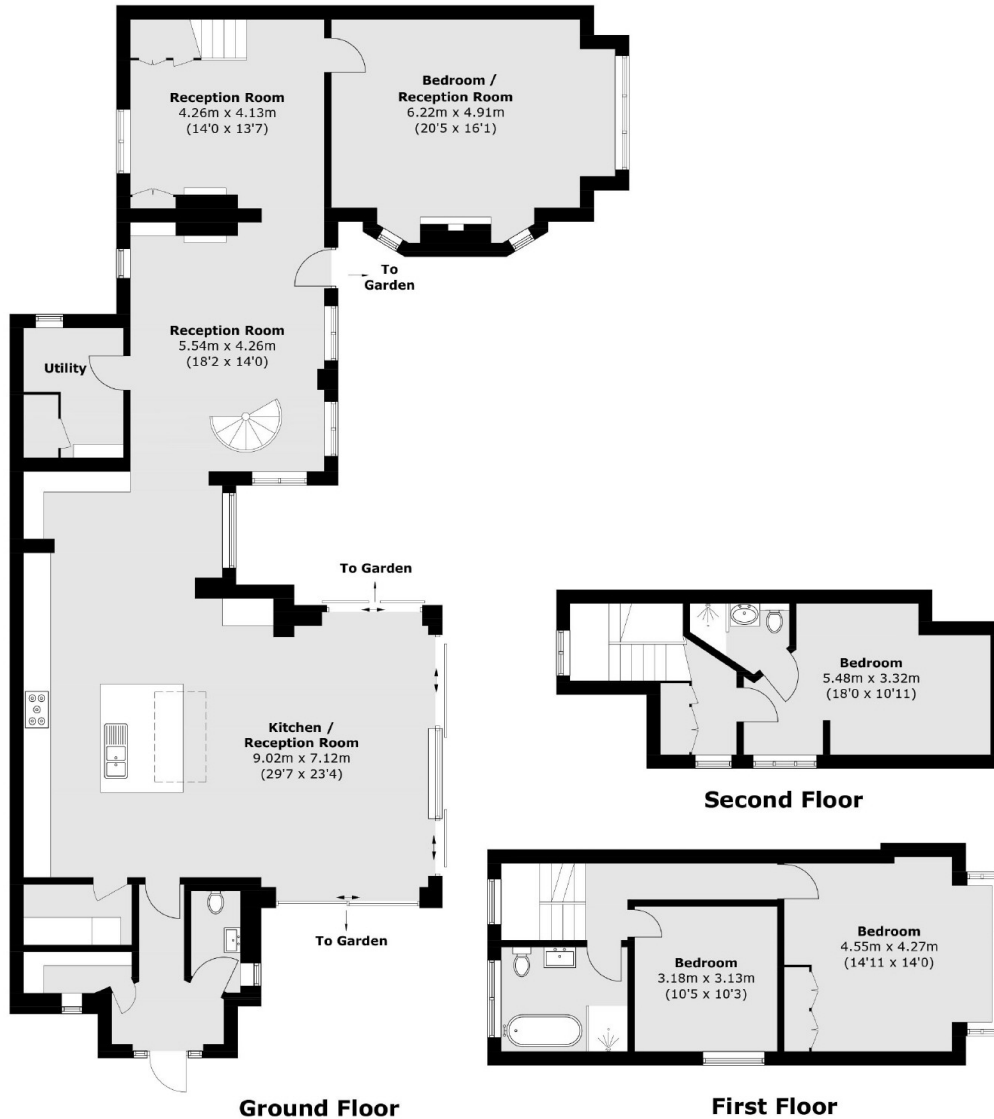 Reception Room
4.26m x 4.13m
(14'0 x 13'7)
Bedroom /
Reception Room
6.22m x 4.91m
(20'5 x 16'1)
To
Garden
Reception Room
5.54m x 4.26m
(18'2 x 14'0)
Utility
To Garden
Kitchen /
Reception Room
9.02m x 7.12m
(29'7 x 23'4)
To Garden
Ground Floor
Bedroom
5.48m x 3.32m
(18'0 x 10'11)
Second Floor
Bedroom
4.55m x 4.27m
(14'11 x 14'0)
Bedroom
3.18m x 3.13m
(10'5 x 10'3)
First Floor